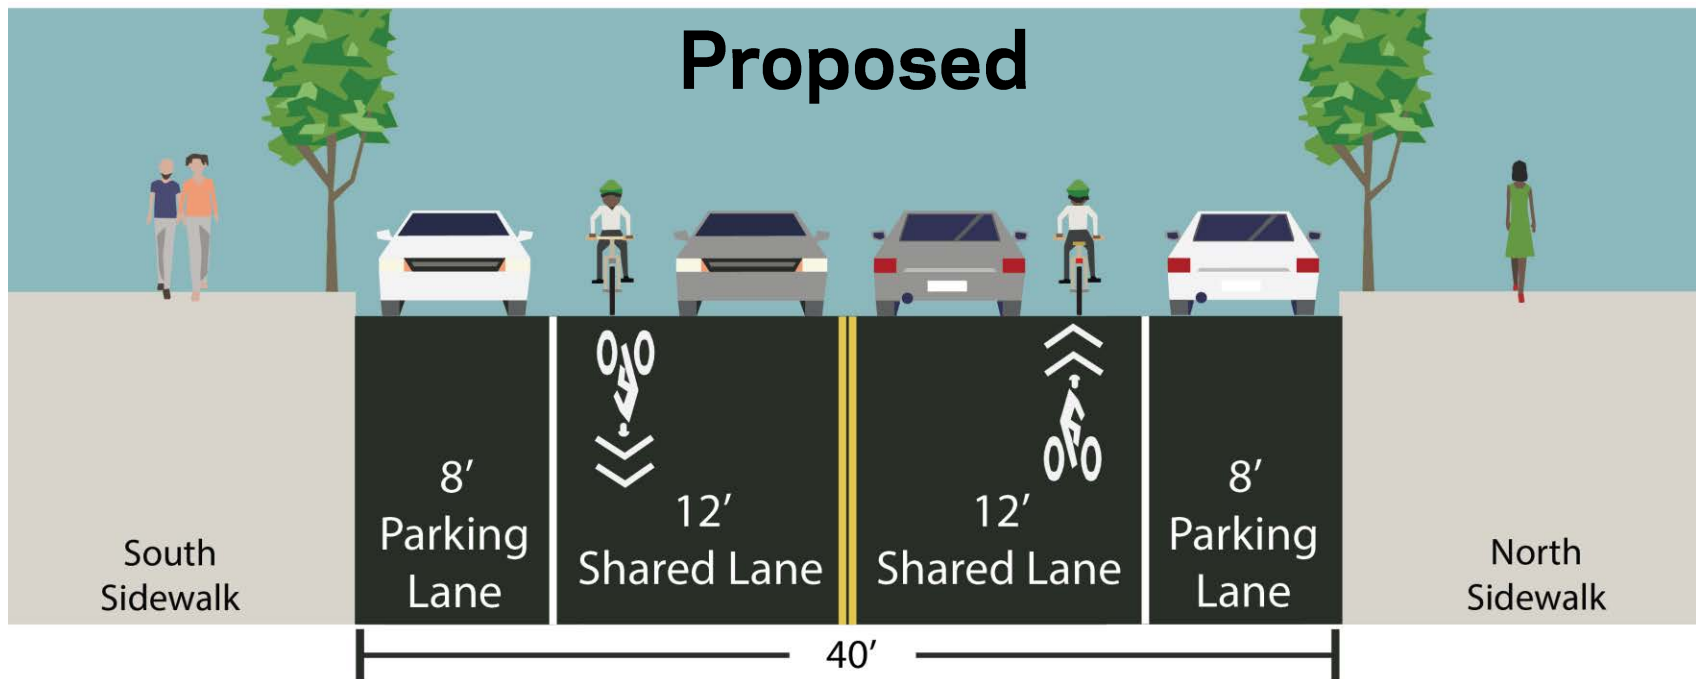 Proposed
South
Sidewalk
8′
Parking
Lane
12′
Shared Lane
12′
Shared Lane
8′
Parking
Lane
North
Sidewalk
40′